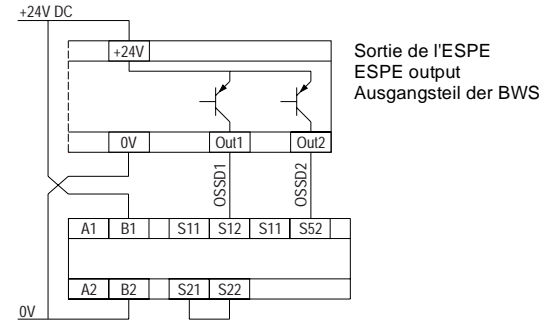 +24V DC
+24V
Sortie de l'ESPE
ESPE output
Ausgangsteil der BWS
0V Out1 Out2
OSSD1 OSSD2
A1 B1 S11 S12 S11 S52
A2 B2 S21 S22
0V